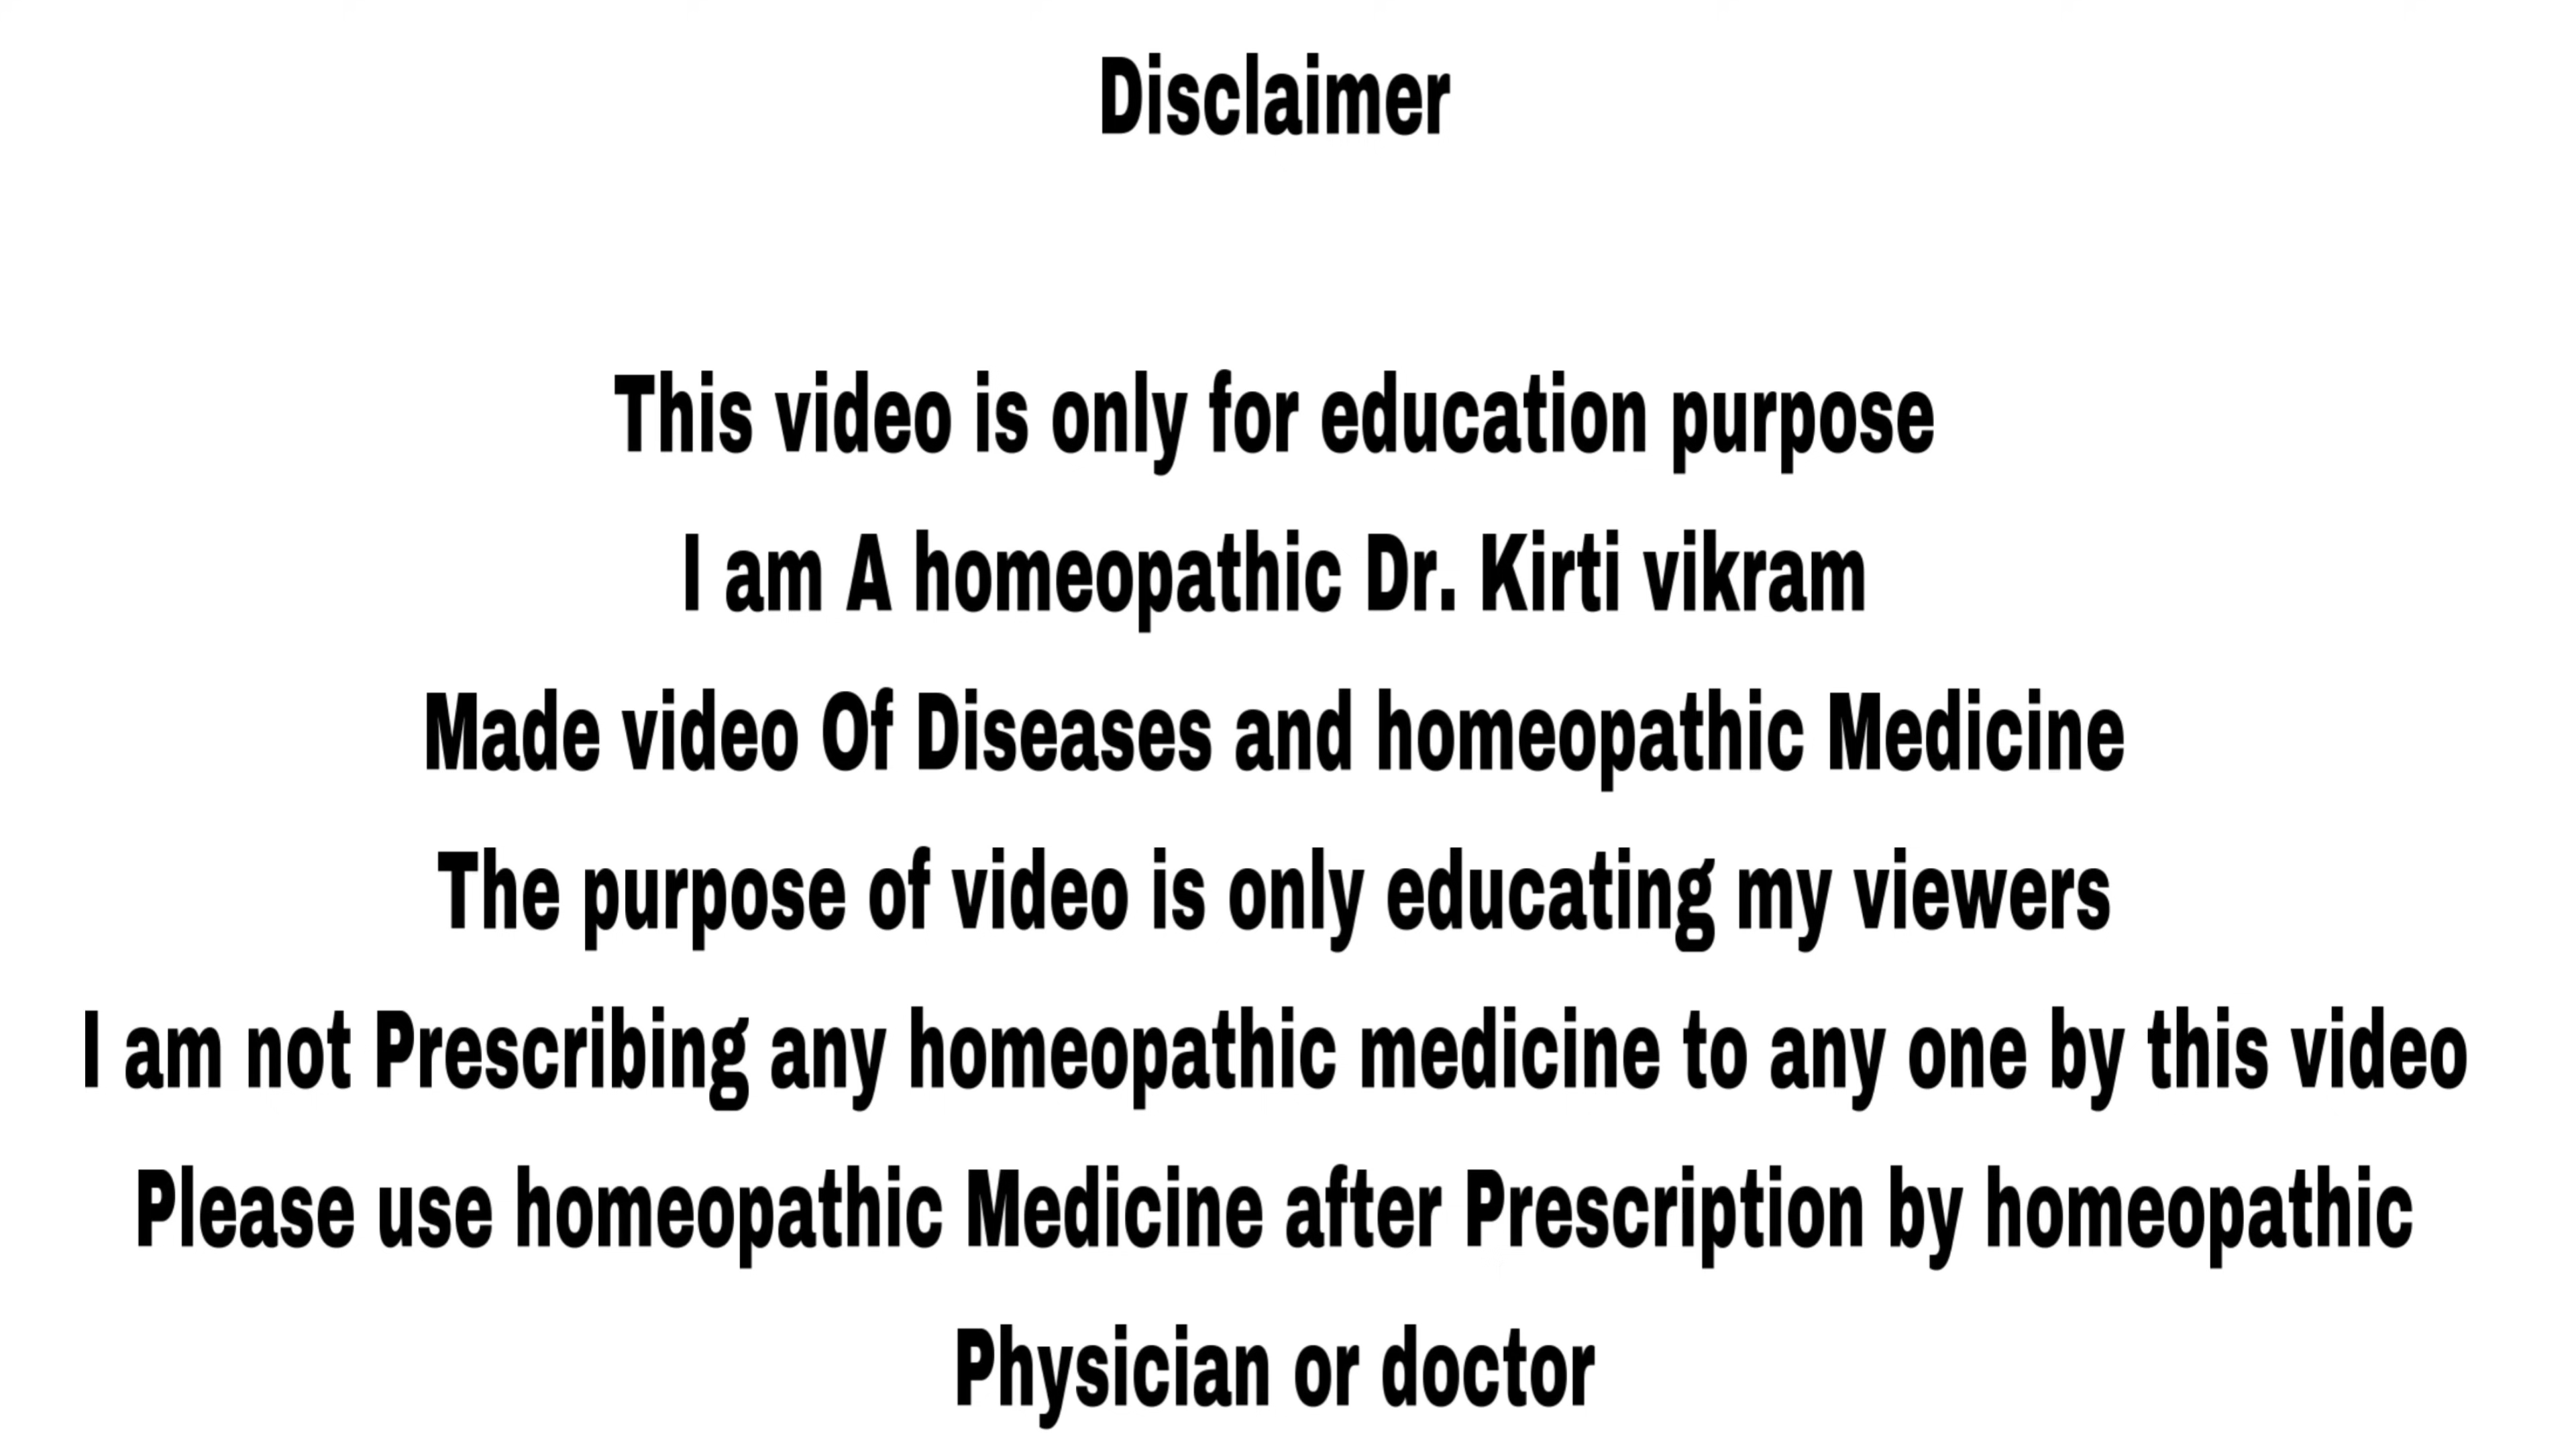 Disclaimer
This video is only for education purpose
I am A homeopathic Dr. Kirti vikram
Made video Of Diseases and homeopathic Medicine
The purpose of video is only educating my viewers
I am not Prescribing any homeopathic medicine to any one by this video
Please use homeopathic Medicine after Prescription by homeopathic
Physician or doctor